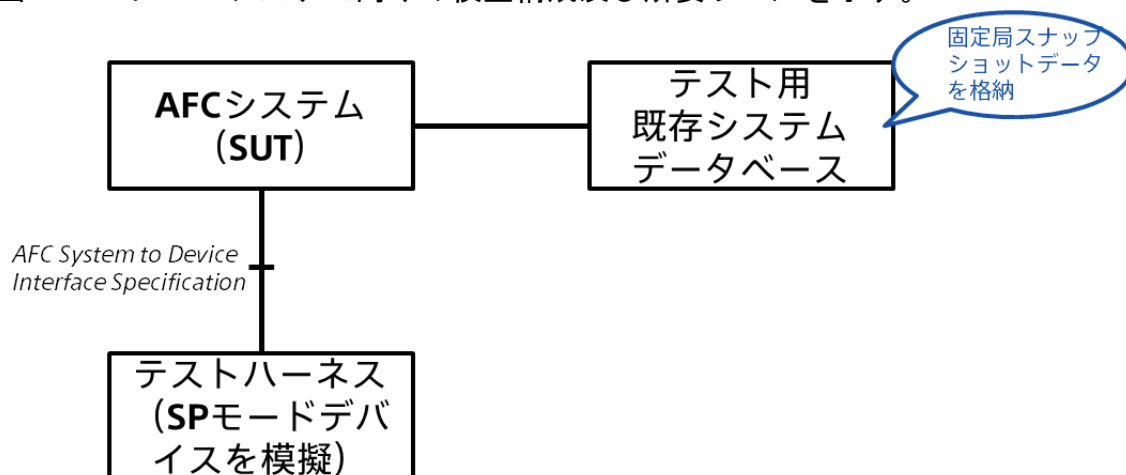 固定局スナップ
ショットデータ
を格納
AFCシステム
（SUT）
テスト用
既存システム
データベース
AFC System to Device
Interface Specification
テストハーネス
（SPモードデバ
イスを模擬）